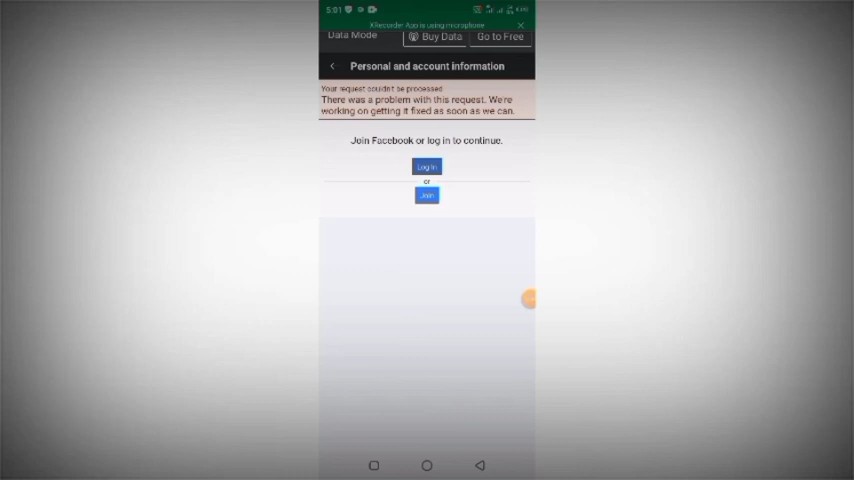 5:01
XRecorder App is using microphone
Data Mode
Buy Data
Go to Free
Personal and account information
Your request couldn't be processed
There was a problem with this request. We're
working on getting it fixed as soon as we can.
Join Facebook or log in to continue.
Log In
or
Join